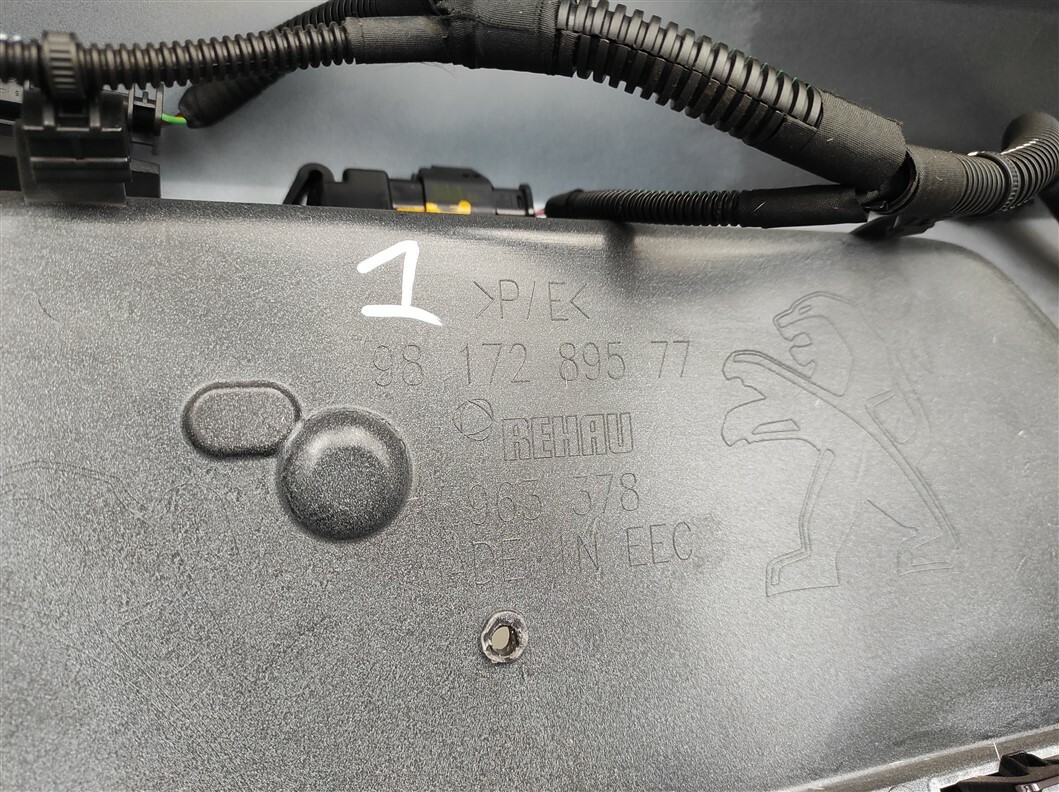 1
>P/E<
98 172 895 77
REHAU
963 378
DE IN EEC